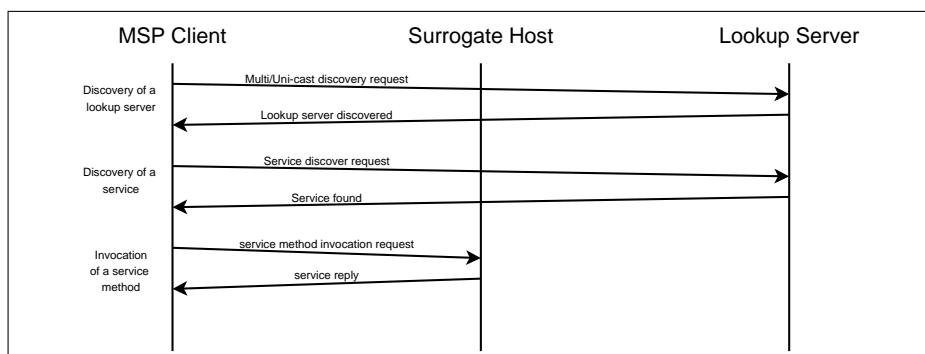 MSP Client
Surrogate Host
Lookup Server
Multi/Uni-cast discovery request
Discovery of a
lookup server
Lookup server discovered
Service discover request
Discovery of a
service
Service found
service method invocation request
Invocation
of a service
method
service reply